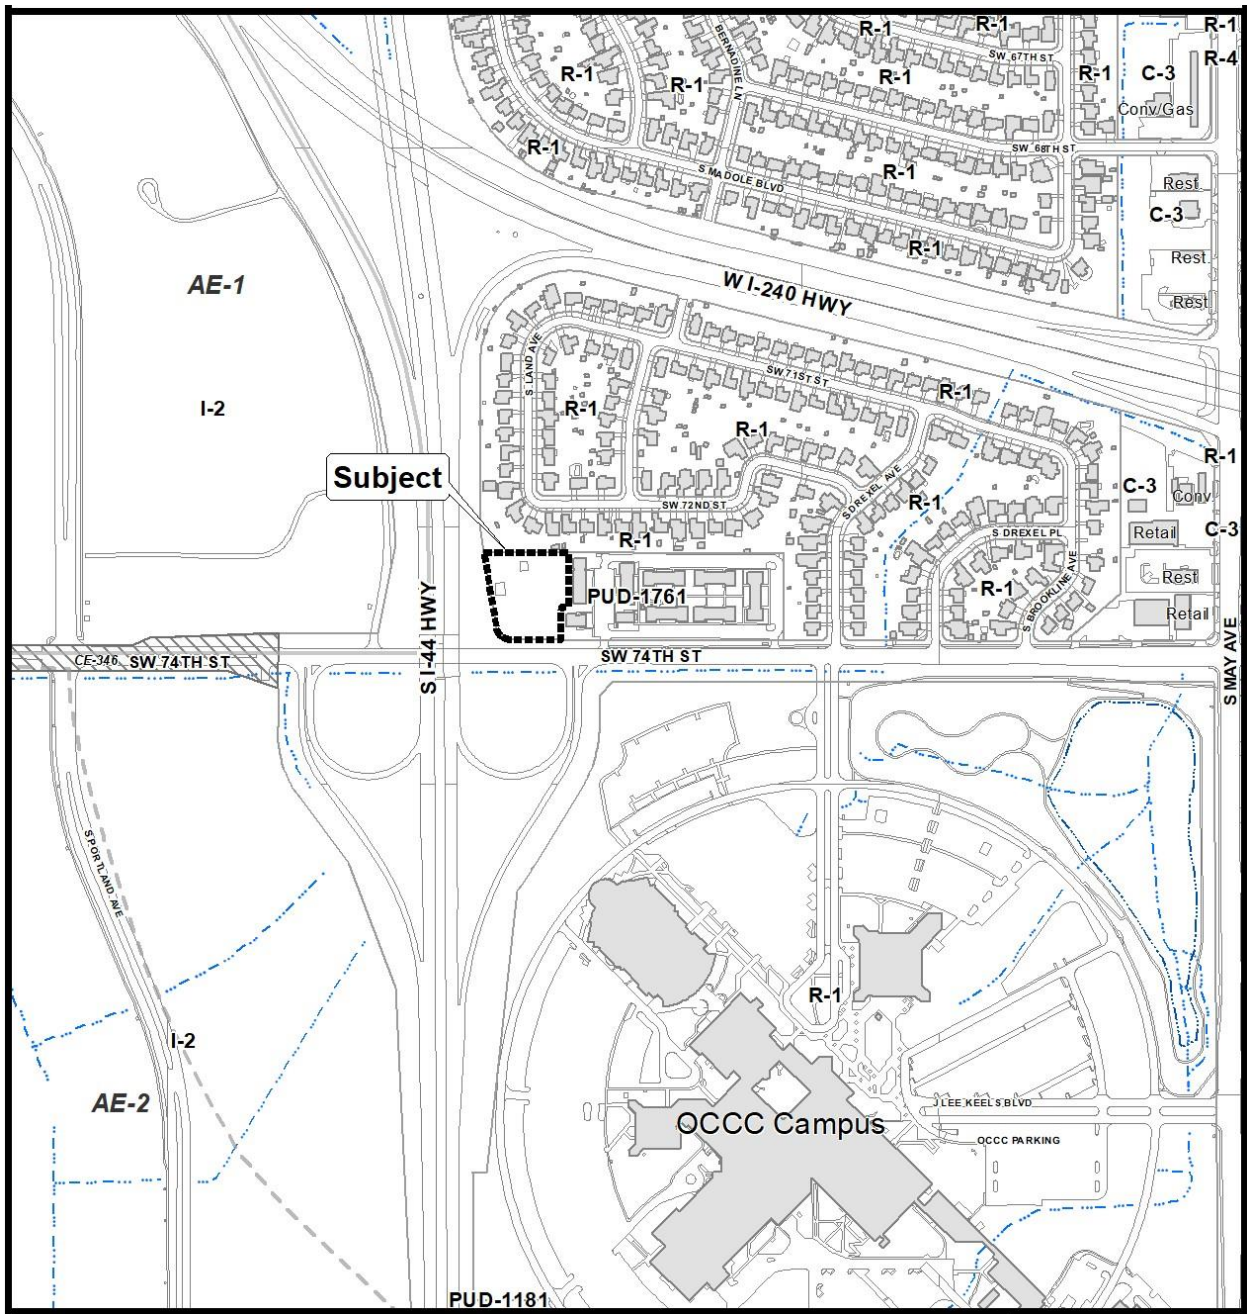 R-1
R-1
R-1
BERNADINE LN
SW 67TH ST
R-4
R-1
R-1
R-1
R-1
C-3
Conv/Gas
R-1
SW 68TH ST
S MADOLE BLVD
R-1
Rest
C-3
R-1
Rest
AE-1
W I-240 HWY
Rest
S LAND AVE
SW 71ST ST
R-1
I-2
R-1
R-1
R-1
Subject
S DREXEL AVE
C-3
Conv
SW 72ND ST
R-1
C-3
R-1
S DREXEL PL
Retail
S I-44 HWY
PUD-1761
R-1
S BROOKLINE AVE
Rest
Retail
CE-346
SW 74TH ST
SW 74TH ST
S MAY AVE
S PORTLAND AVE
R-1
I-2
AE-2
J LEE KEELS BLVD
OCCC Campus
OCCC PARKING
PUD-1181